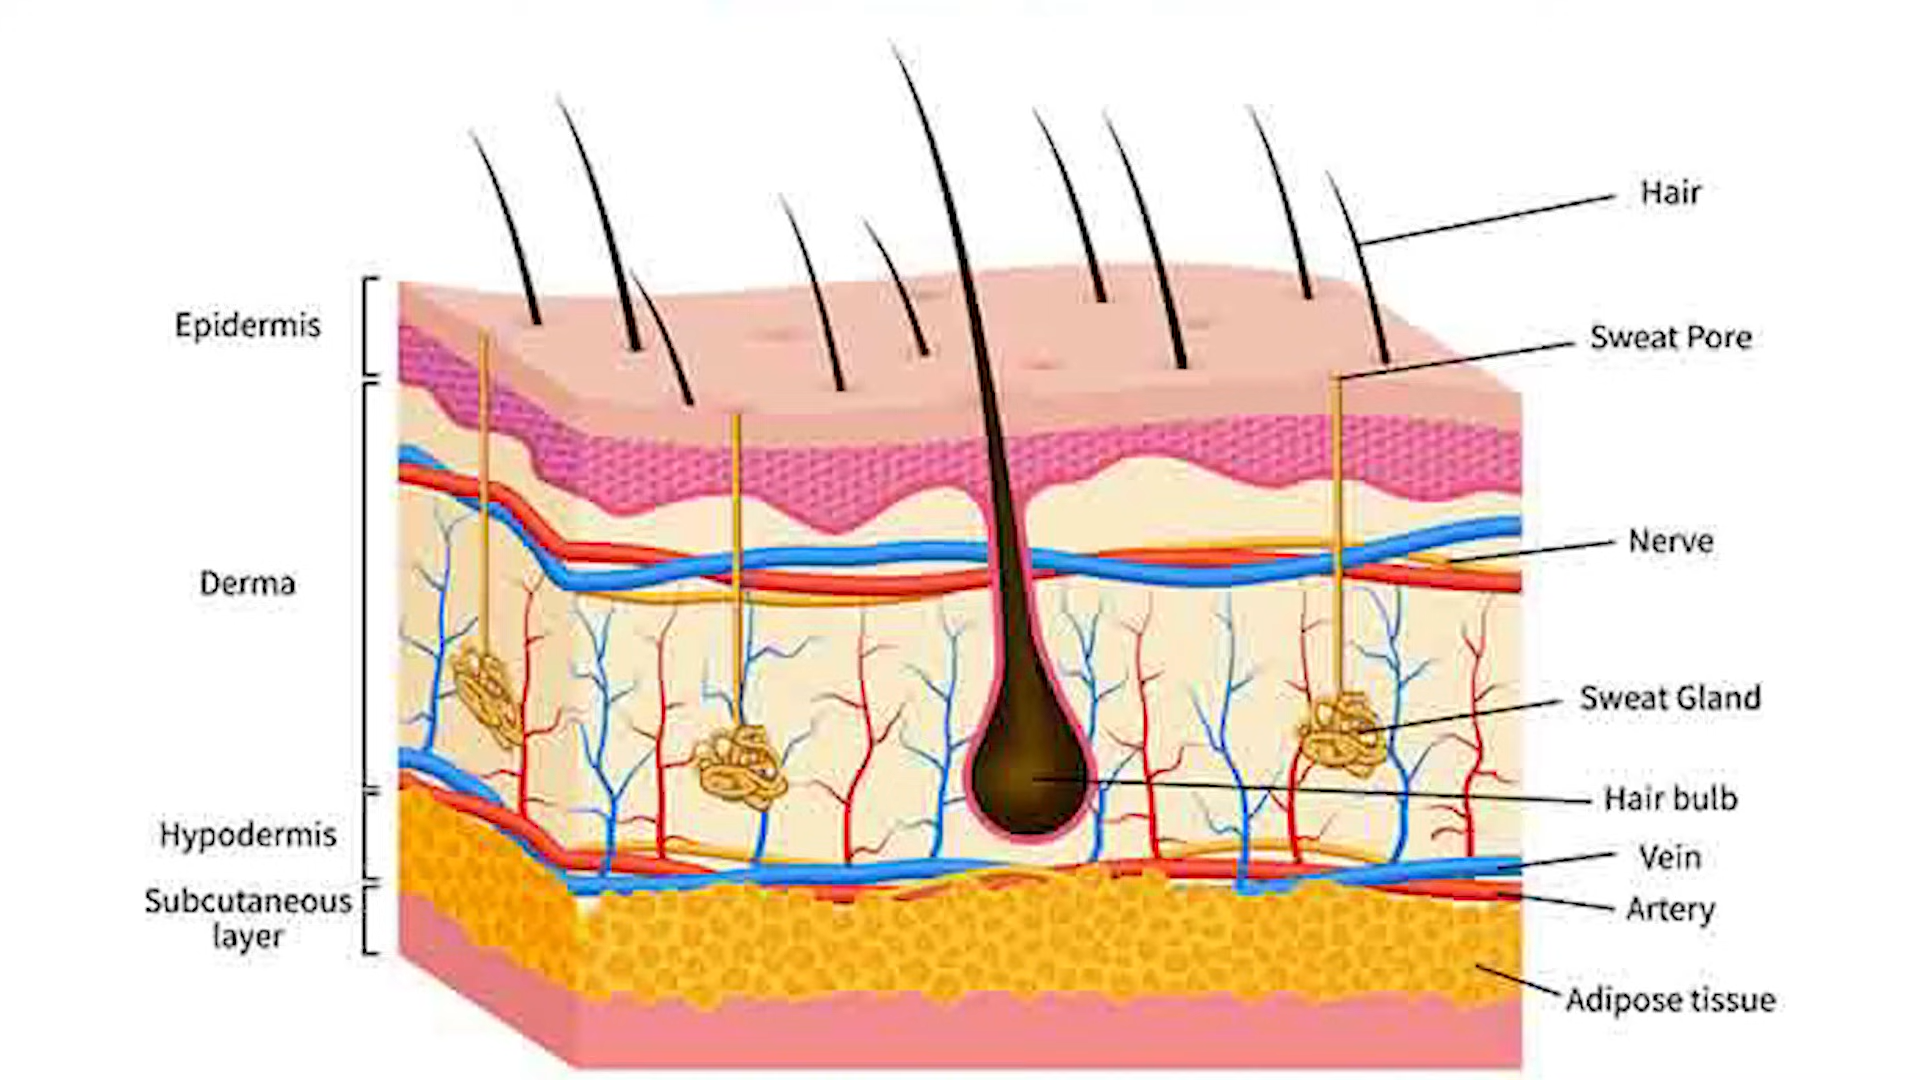 Hair
Epidermis
Sweat Pore
Nerve
Derma
Sweat Gland
Hair bulb
Hypodermis
Vein
Subcutaneous
layer
Artery
Adipose tissue